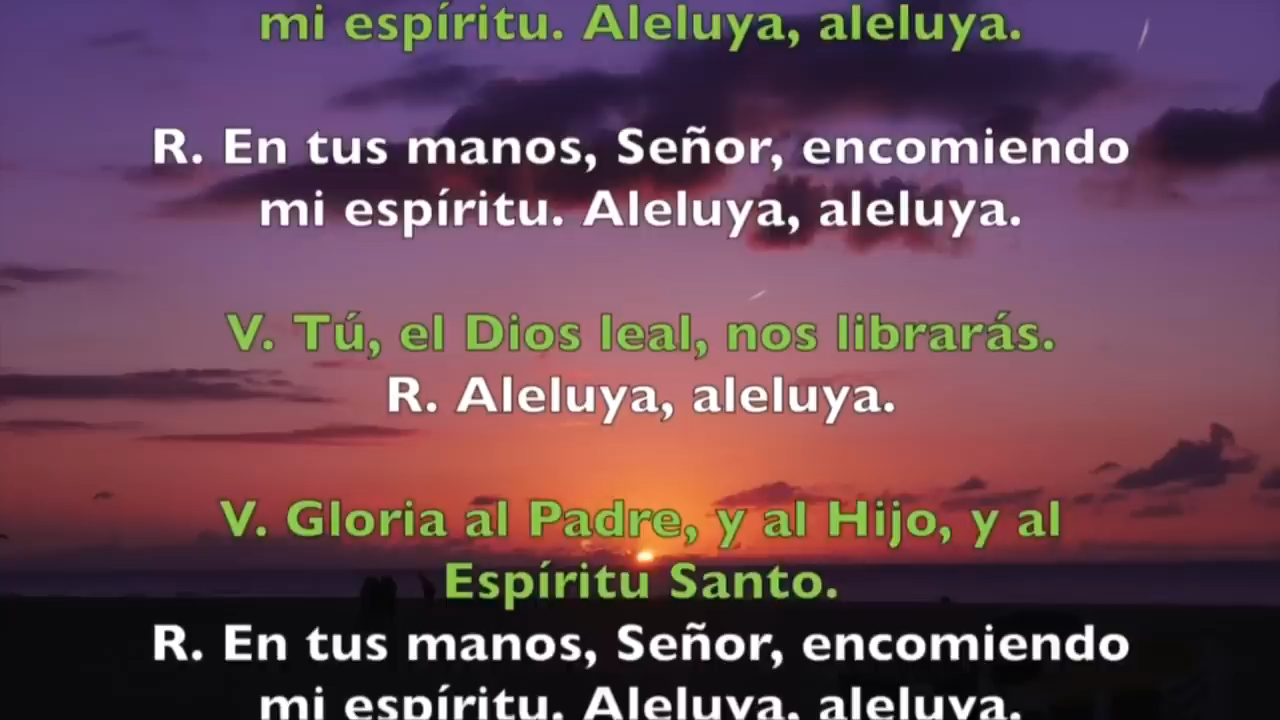 mi espíritu. Aleluya, aleluya.
R. En tus manos, Señor, encomiendo
mi espíritu. Aleluya, aleluya.
V. Tú, el Dios leal, nos librarás.
R. Aleluya, aleluya.
V. Gloria al Padre, y al Hijo, y al
Espíritu Santo.
R. En tus manos, Señor, encomiendo
mi espíritu. Aleluya, aleluya.